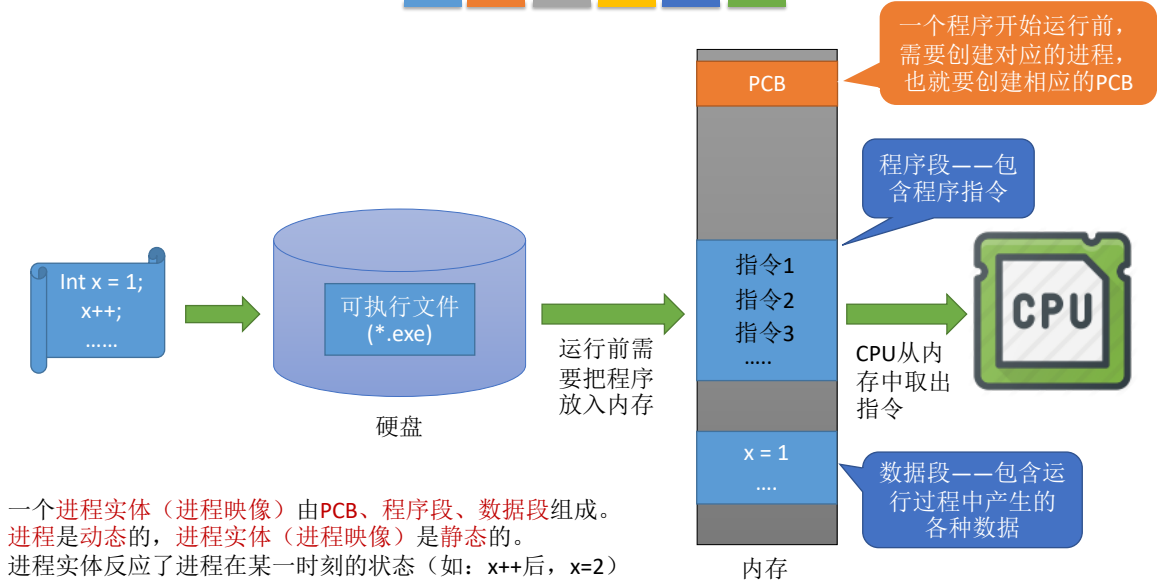 一个程序开始运行前，
需要创建对应的进程，
也就要创建相应的PCB
PCB
程序段——包
含程序指令
Int x = 1;
x++;
……
可执行文件
(*.exe)
硬盘
运行前需
要把程序
放入内存
指令1
指令2
指令3
…..
CPU从内
存中取出
指令
CPU
x = 1
….
数据段——包含运
行过程中产生的
各种数据
内存
一个进程实体（进程映像）由PCB、程序段、数据段组成。
进程是动态的，进程实体（进程映像）是静态的。
进程实体反应了进程在某一时刻的状态（如：x++后，x=2）